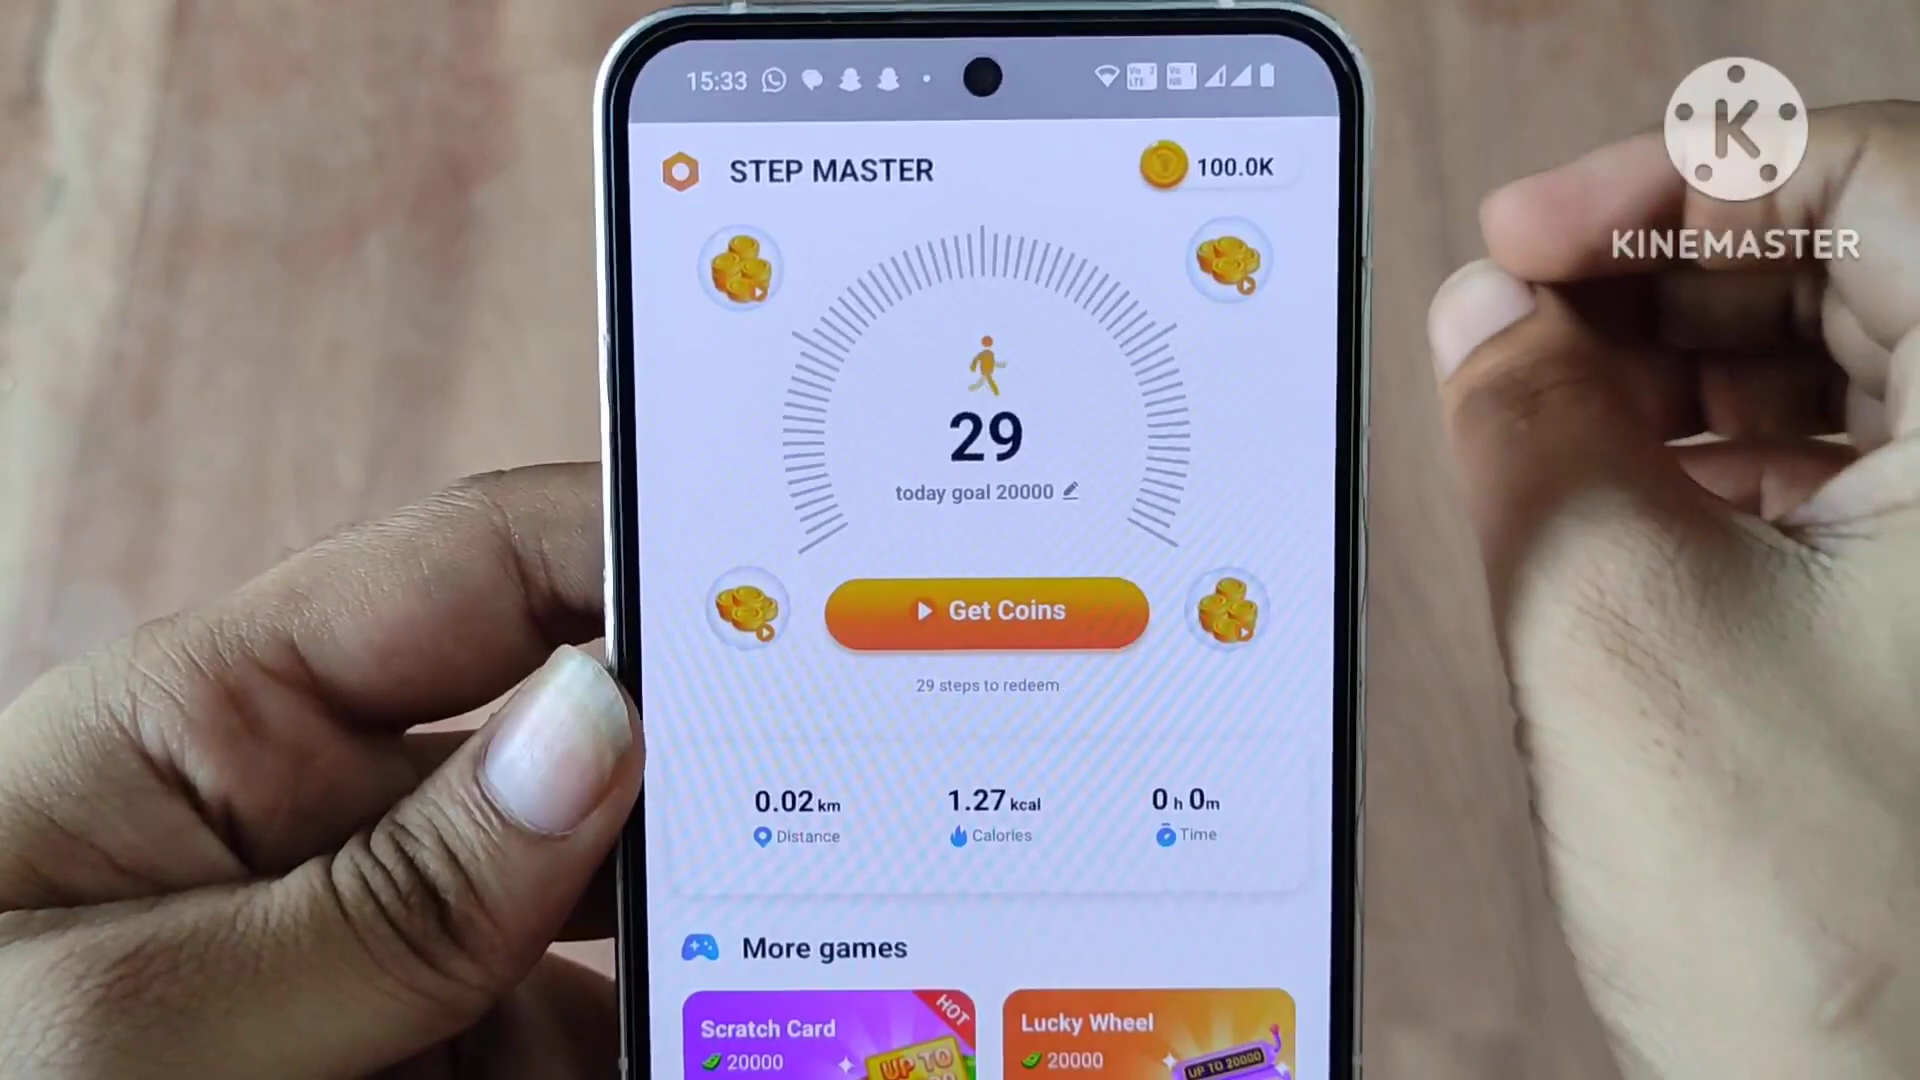 15:33
K
KINEMASTER
STEP MASTER
100.0K
29
today goal 20000
Get Coins
29 steps to redeem
0.02 km
1.27 kcal
0 h 0m
Distance
Calories
Time
More games
Scratch Card
20000
HOT
UP TO
Lucky Wheel
20000
UP TO 20000